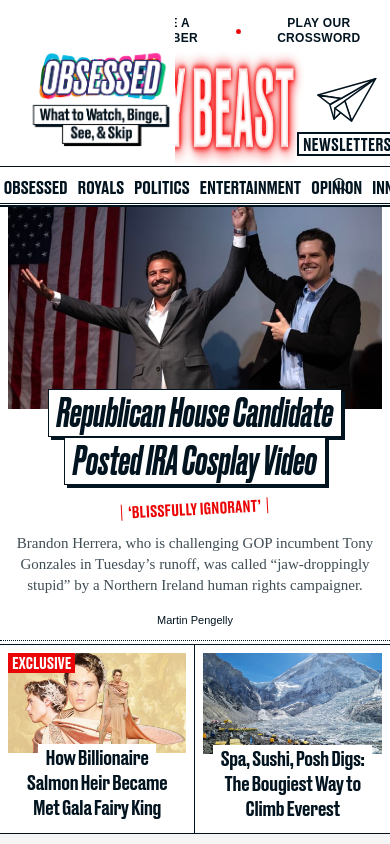 PLAY OUR
CROSSWORD
OBSESSED
What to Watch, Binge,
See, & Skip
BEAST
NEWSLETTERS
OBSESSED ROYALS POLITICS ENTERTAINMENT OPINION
Republican House Candidate
Posted IRA Cosplay Video
‘BLISSFULLY IGNORANT’
Brandon Herrera, who is challenging GOP incumbent Tony
Gonzales in Tuesday’s runoff, was called “jaw-droppingly
stupid” by a Northern Ireland human rights campaigner.
Martin Pengelly
EXCLUSIVE
How Billionaire
Salmon Heir Became
Met Gala Fairy King
Spa, Sushi, Posh Digs:
The Bougiest Way to
Climb Everest